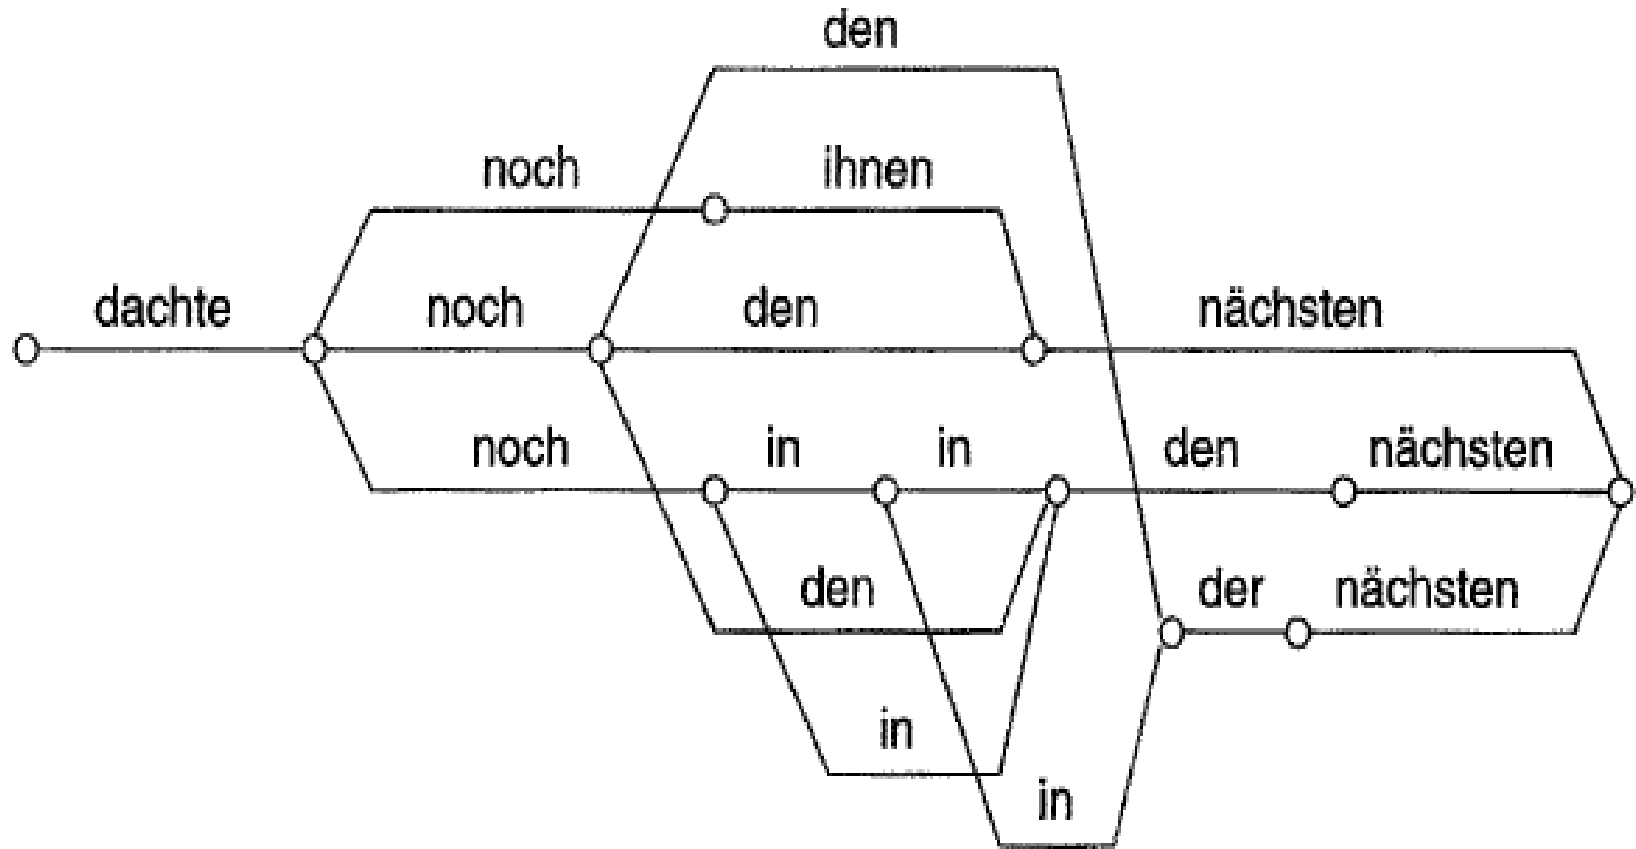 den
noch ihnen
dachte noch den nächsten
noch in in den nächsten
den der nächsten
in
in